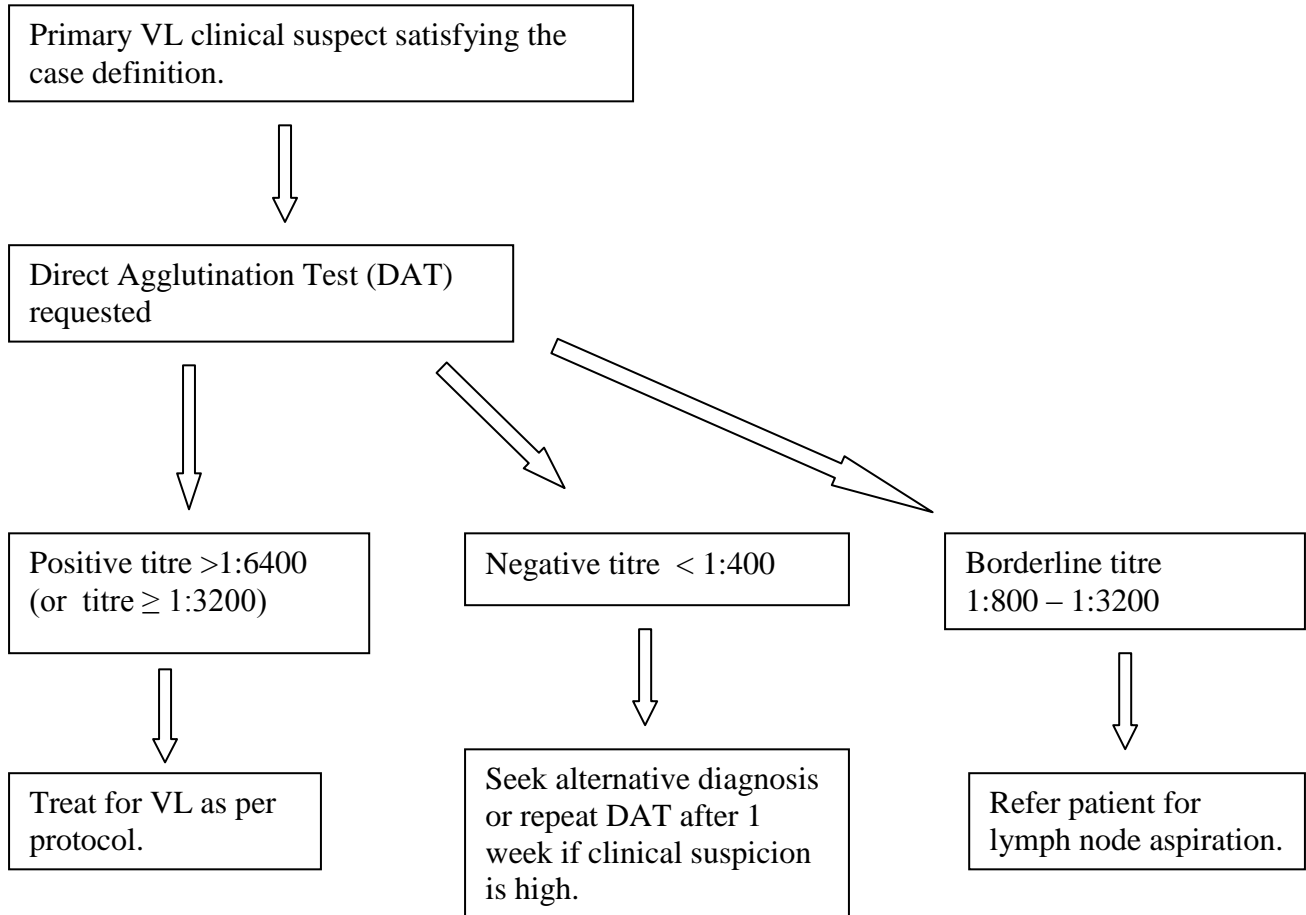 Primary VL clinical suspect satisfying the
case definition.
Direct Agglutination Test (DAT)
requested
Positive titre >1:6400
(or titre ≥ 1:3200)
Negative titre < 1:400
Borderline titre
1:800 – 1:3200
Treat for VL as per
protocol.
Seek alternative diagnosis
or repeat DAT after 1
week if clinical suspicion
is high.
Refer patient for
lymph node aspiration.